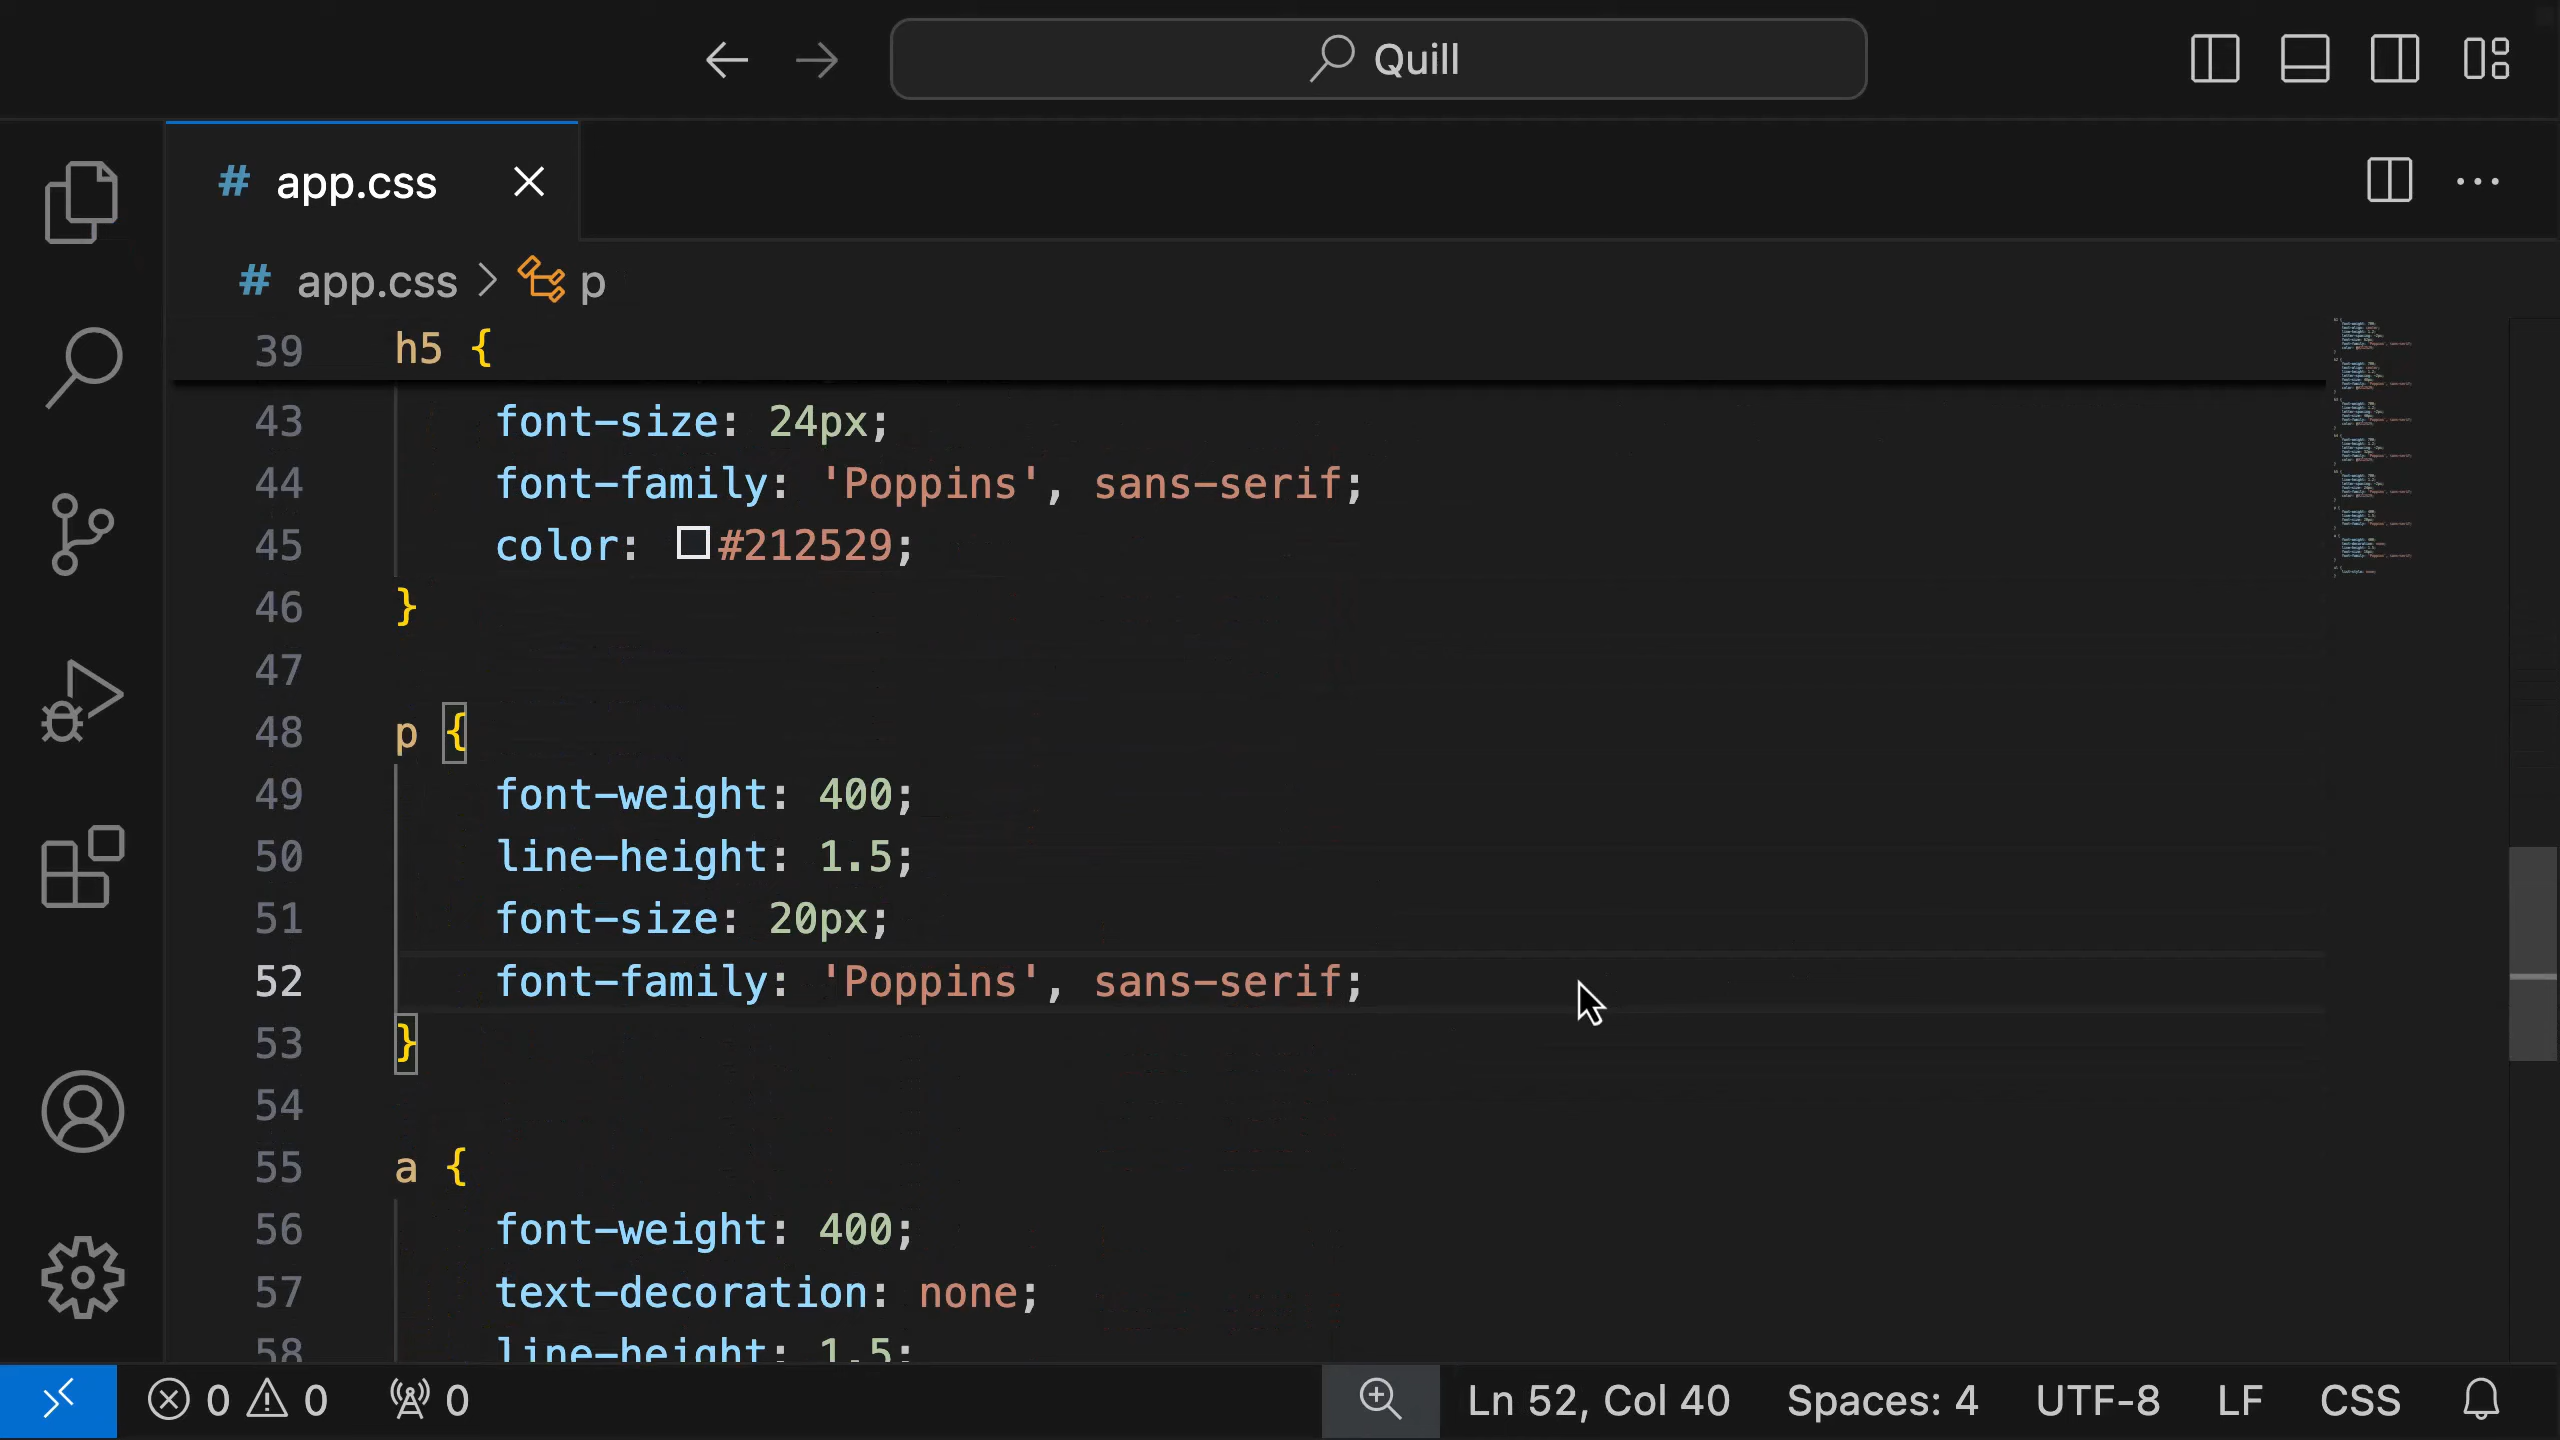 Quill
# app.css
# app.css > p
39 h5 {
43 font-size: 24px;
44 font-family: 'Poppins', sans-serif;
45 color: #212529;
46 }
47
48 p {
49 font-weight: 400;
50 line-height: 1.5;
51 font-size: 20px;
52 font-family: 'Poppins', sans-serif;
53 }
54
55 a {
56 font-weight: 400;
57 text-decoration: none;
58 line-height: 1.5;
0 0 0 Ln 52, Col 40 Spaces: 4 UTF-8 LF CSS